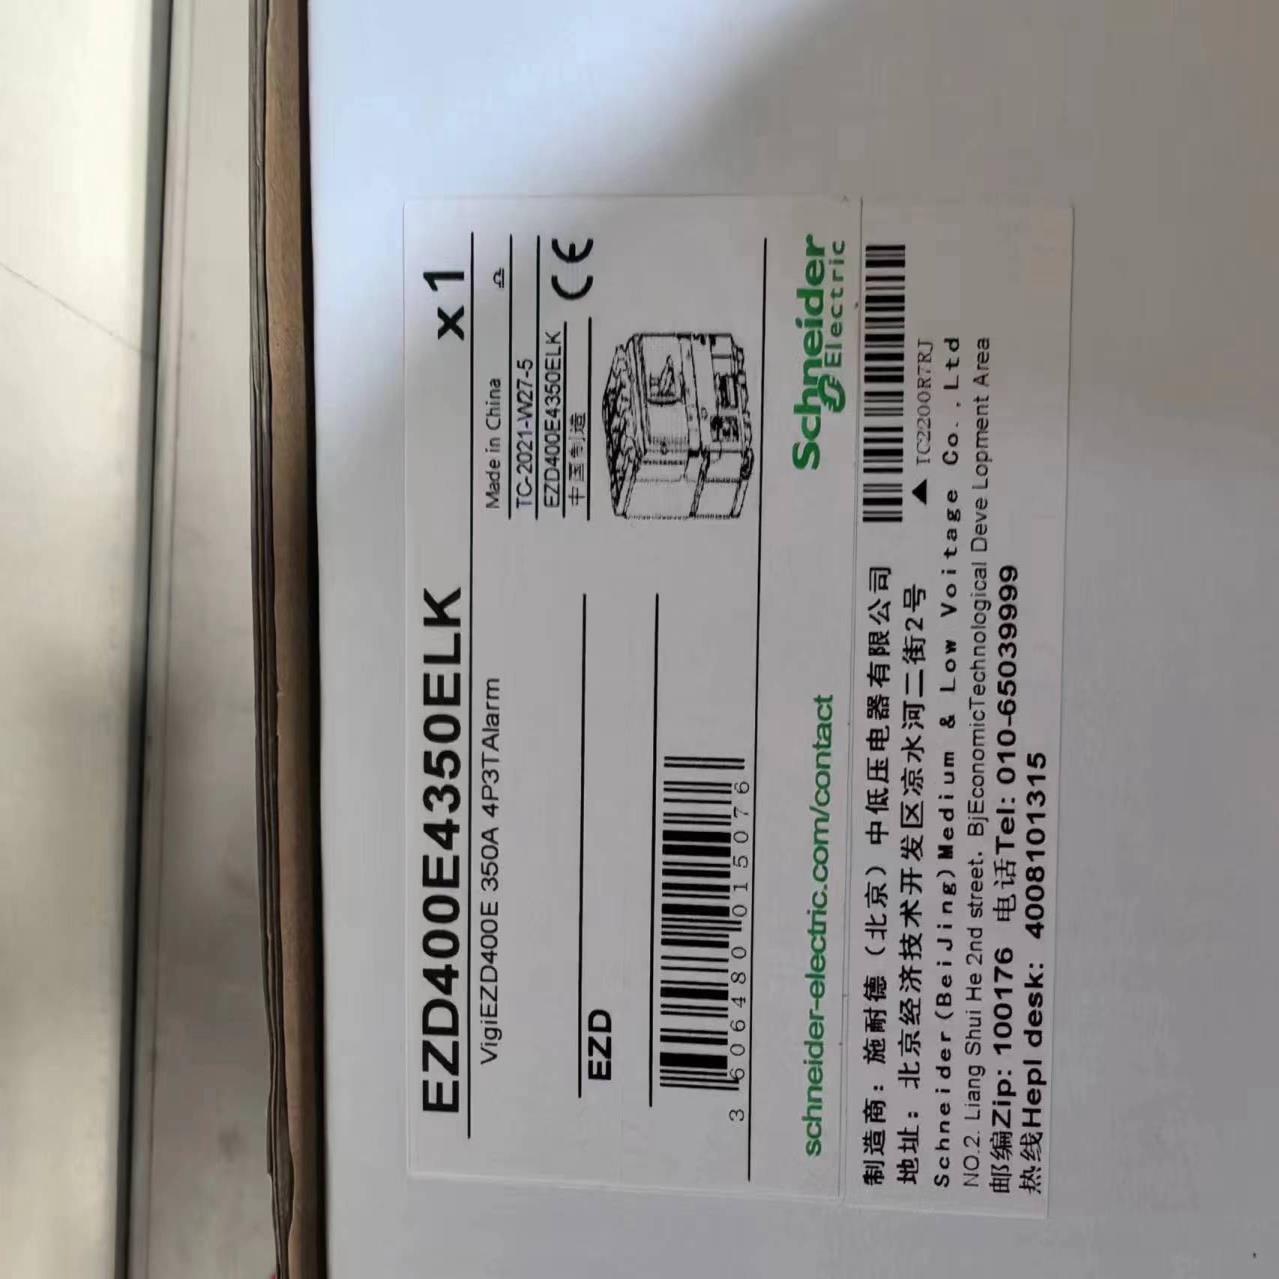 EZD400E4350ELK x 1
VigiEZD400E 350A 4P3TAlarm
Made in China
TC-2021-W27-5
EZD400E4350ELK
中国制造
CE
EZD
3 606480 015076
schneider-electric.com/contact
Schneider
Electric
制造商：施耐德（北京）中低压电器有限公司
地址：北京经济技术开发区凉水河二街2号
▲ TC2200R7RJ
Schneider(BeiJing)Medium & Low Voitage Co.,Ltd
NO.2. Liang Shui He 2nd street，BjEconomicTechnological Deve Lopment Area
邮编Zip: 100176 电话Tel: 010-65039999
热线Hepl desk: 4008101315